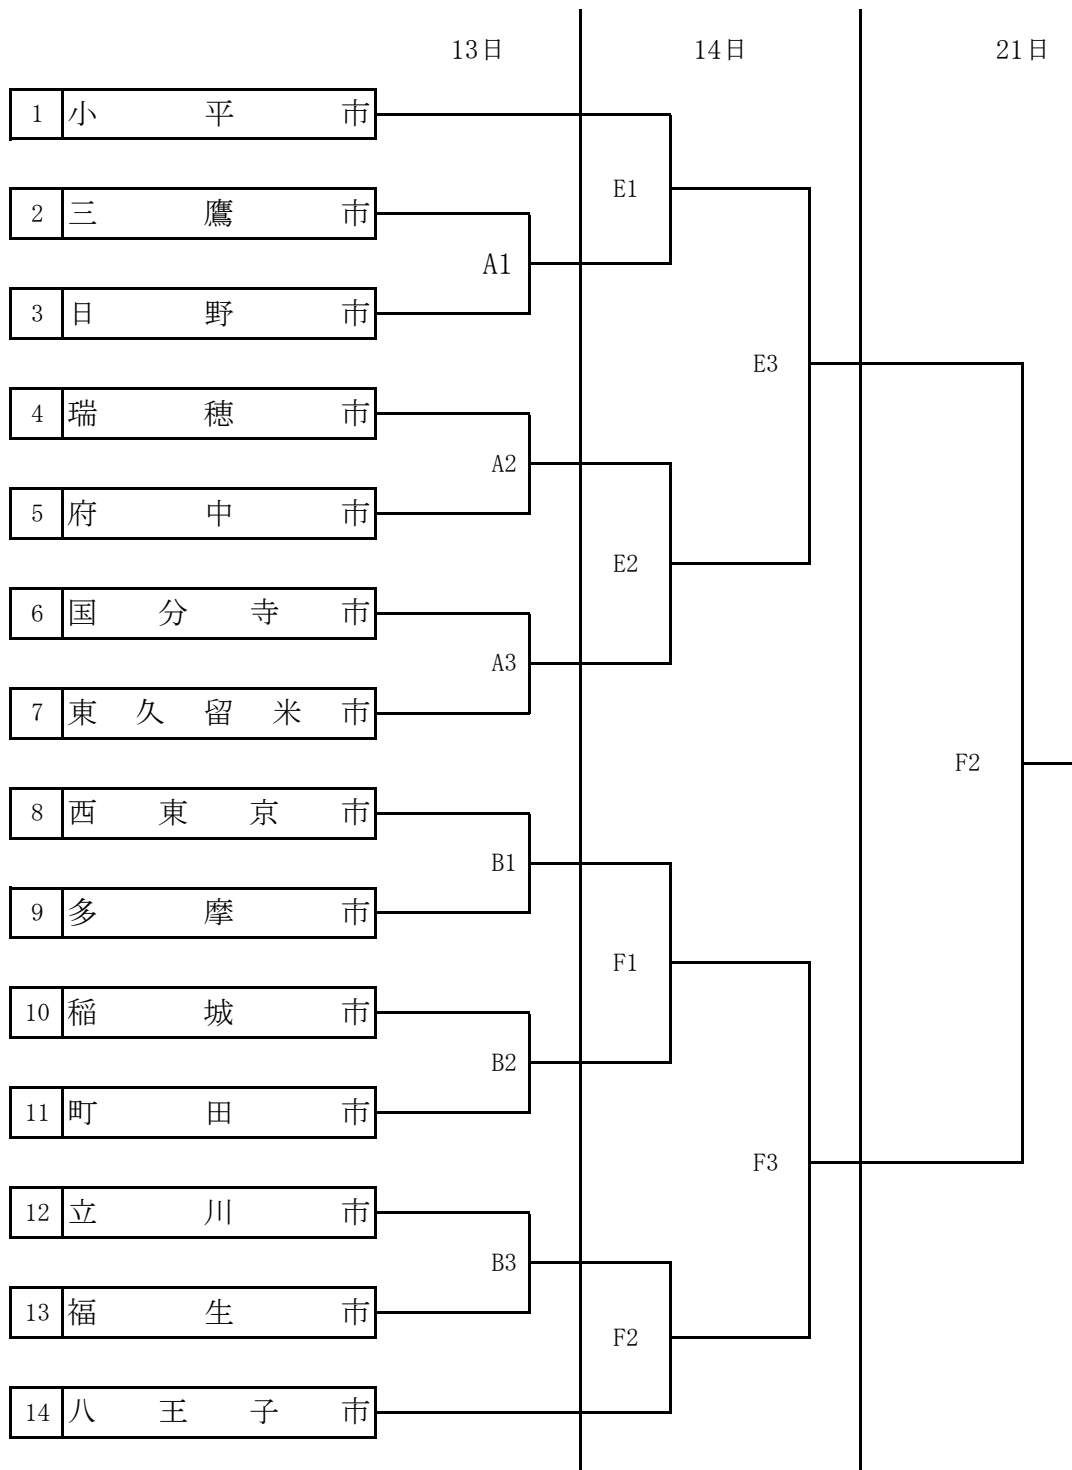 13日 14日 21日
1 小平市
E1
2 三鷹市
A1
3 日野市
E3
4 瑞穂市
A2
5 府中市
E2
6 国分寺市
A3
7 東久留米市
F2
8 西東京市
B1
9 多摩市
F1
10 稲城市
B2
11 町田市
F3
12 立川市
B3
13 福生市
F2
14 八王子市